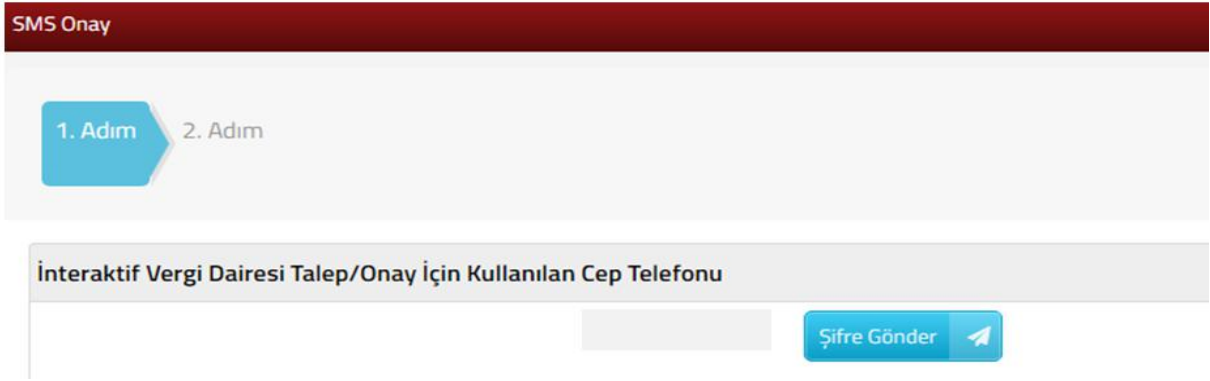 SMS Onay
1. Adım 2. Adım
İnteraktif Vergi Dairesi Talep/Onay İçin Kullanılan Cep Telefonu
Şifre Gönder